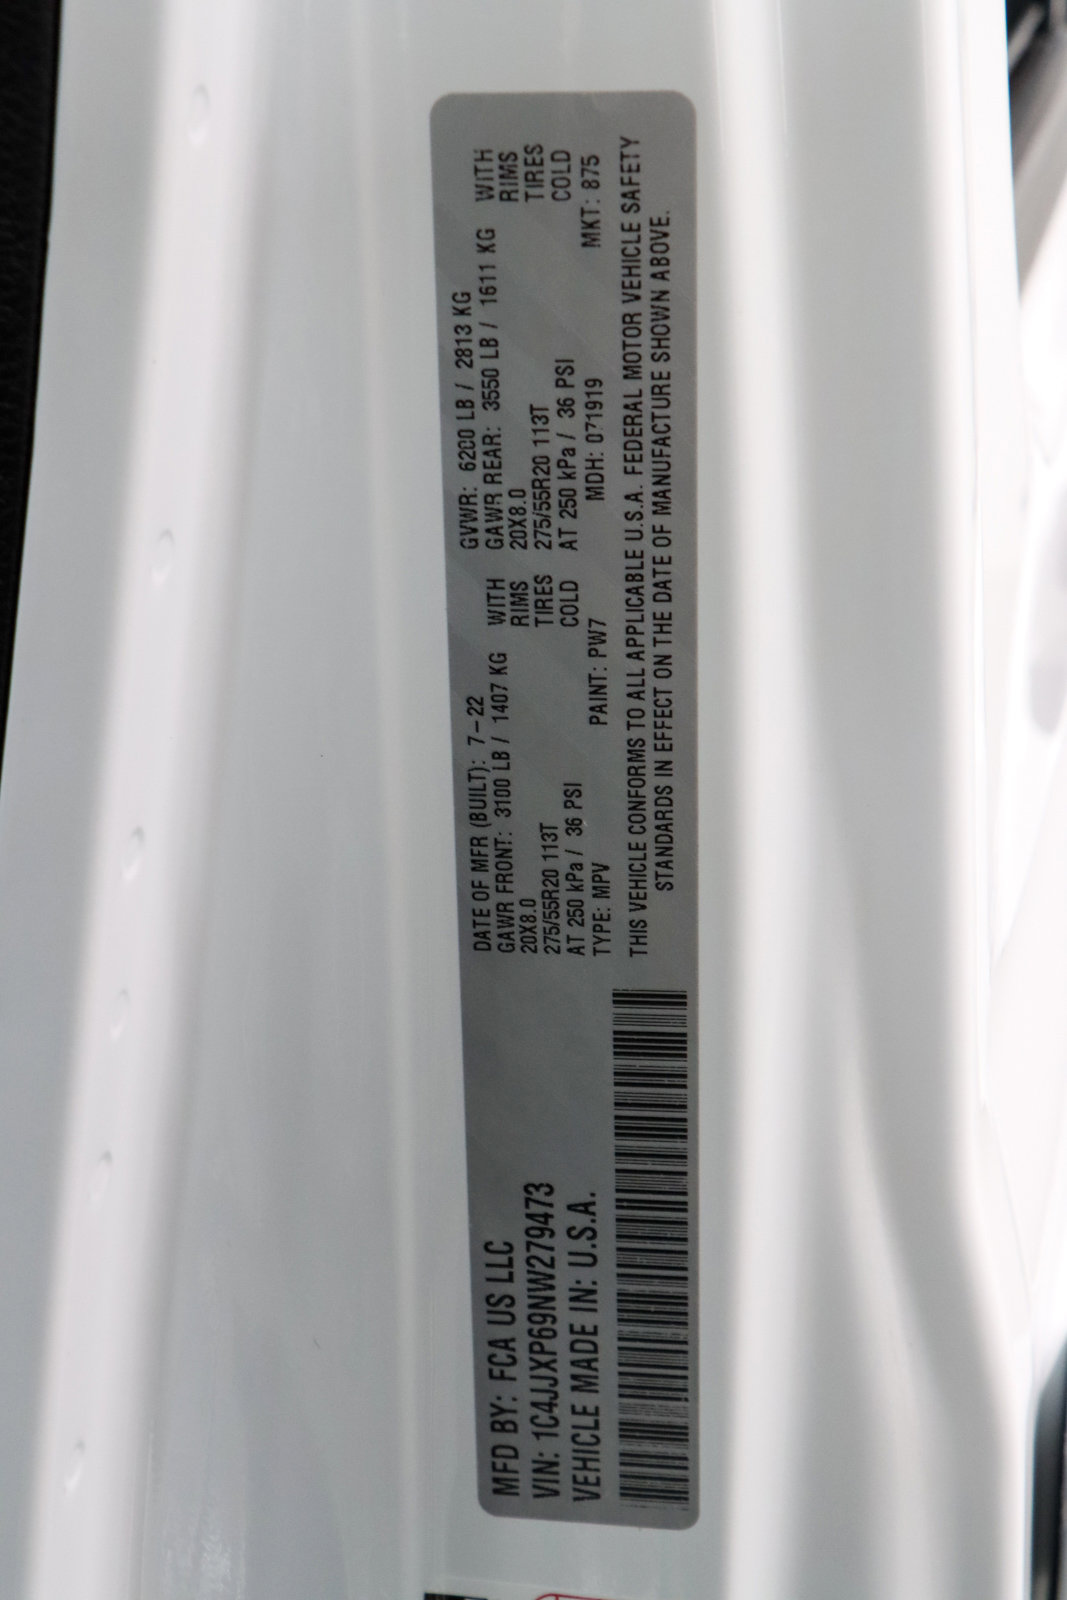 MFD BY: FCA US LLC
VIN: 1C4JJXP69NW279473
VEHICLE MADE IN: U.S.A.
DATE OF MFR (BUILT): 7-22 GVWR: 6200 LB / 2813 KG
GAWR FRONT: 3100 LB / 1407 KG WITH GAWR REAR: 3550 LB / 1611 KG WITH
20X8.0 RIMS 20X8.0 RIMS
275/55R20 113T TIRES 275/55R20 113T TIRES
AT 250 kPa / 36 PSI COLD AT 250 kPa / 36 PSI COLD
TYPE: MPV PAINT: PW7 MDH: 071919 MKT: 875
THIS VEHICLE CONFORMS TO ALL APPLICABLE U.S.A. FEDERAL MOTOR VEHICLE SAFETY
STANDARDS IN EFFECT ON THE DATE OF MANUFACTURE SHOWN ABOVE.